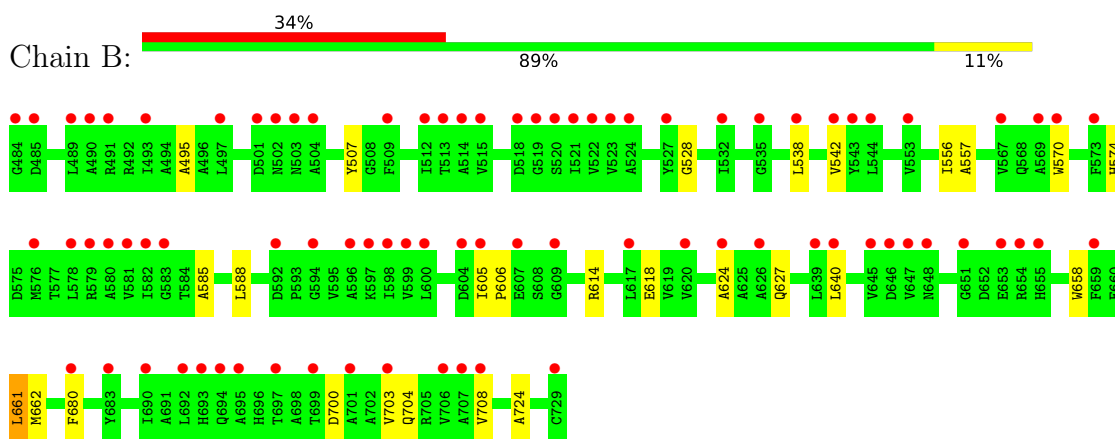 34%
Chain B:
89% 11%
G484 D485 L489 A490 R491 R492 I493 A494 A495 A496 L497 D501 N502 N503 A504 Y507 G508 F509 I512 T513 A514 V515 D518 G519 S520 I521 V522 V523 A524 Y527 G528 I532 G535 L538 V542 Y543 L544 V553 I556 A557 V567 Q568 A569 W570 F573 H574
D575 M576 T577 L578 R579 A580 V581 I582 G583 T584 A585 L588 D592 P593 G594 V595 A596 K597 I598 V599 L600 D604 I605 P606 E607 S608 G609 R614 L617 E618 V619 V620 A624 A625 A626 Q627 L639 L640 V645 D646 V647 N648 G651 D652 E653 R654 H655 W658 F659 E660
L661 M662 F680 Y683 I690 A691 L692 H693 Q694 A695 H696 T697 A698 T699 D700 A701 A702 V703 Q704 R705 V706 A707 V708 A724 C729